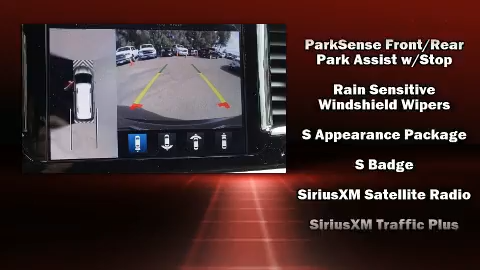 ParkSense Front/Rear
Park Assist w/Stop
Rain Sensitive
Windshield Wipers
S Appearance Package
S Badge
SiriusXM Satellite Radio
SiriusXM Traffic Plus